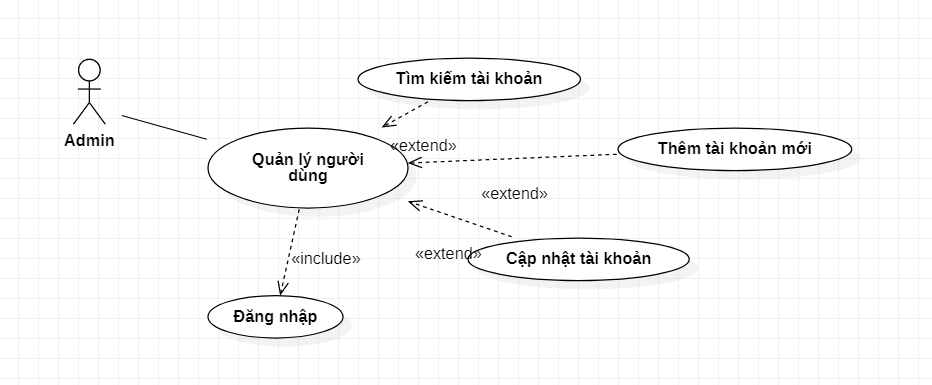 Tìm kiếm tài khoản
Admin
«extend»
Thêm tài khoản mới
Quản lý người
dùng
«extend»
«extend»
Cập nhật tài khoản
«include»
Đăng nhập